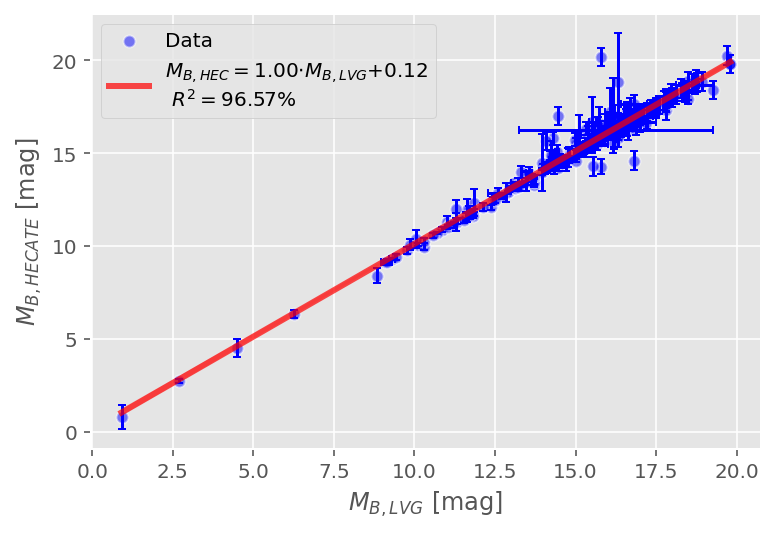 Data
M_{B, HEC} = 1.00·M_{B, LVG}+0.12
R² = 96.57%
20
15
10
5
0
M_{B, HECATE} [mag]
0.0 2.5 5.0 7.5 10.0 12.5 15.0 17.5 20.0
M_{B, LVG} [mag]